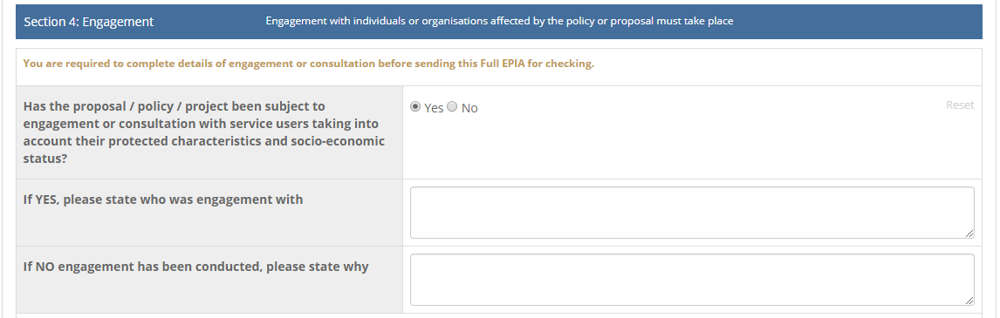 Section 4: Engagement
Engagement with individuals or organisations affected by the policy or proposal must take place
You are required to complete details of engagement or consultation before sending this Full EPIA for checking.
Has the proposal / policy / project been subject to
engagement or consultation with service users taking into
account their protected characteristics and socio-economic
status?
Yes No
Reset
If YES, please state who was engagement with
If NO engagement has been conducted, please state why